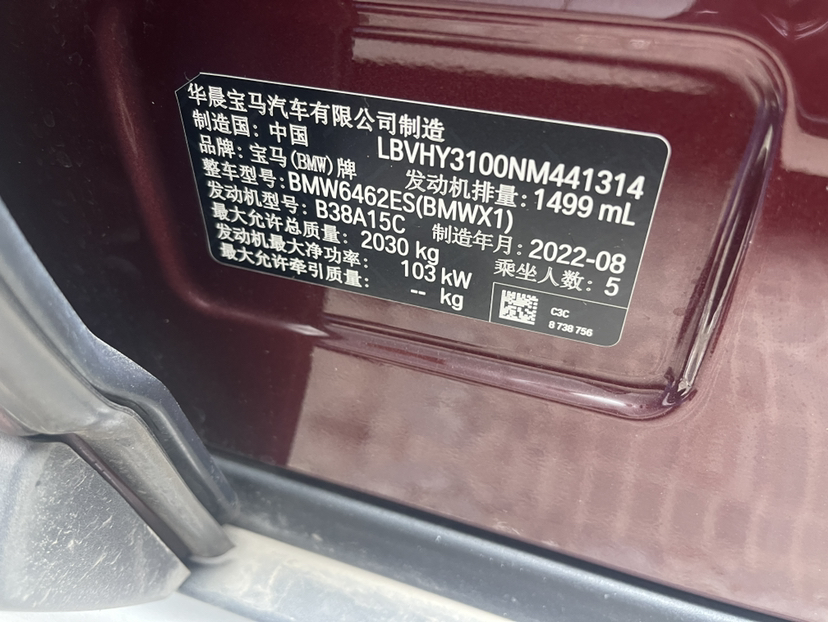 华晨宝马汽车有限公司制造
制造国：中国 LBVHY3100NM441314
品牌：宝马(BMW)牌 发动机排量：1499 mL
整车型号：BMW6462ES(BMWX1)
发动机型号：B38A15C 制造年月：2022-08
最大允许总质量：2030 kg 乘坐人数：5
发动机最大净功率：103 kW
最大允许牵引质量：-- kg
C3C
8 738 756